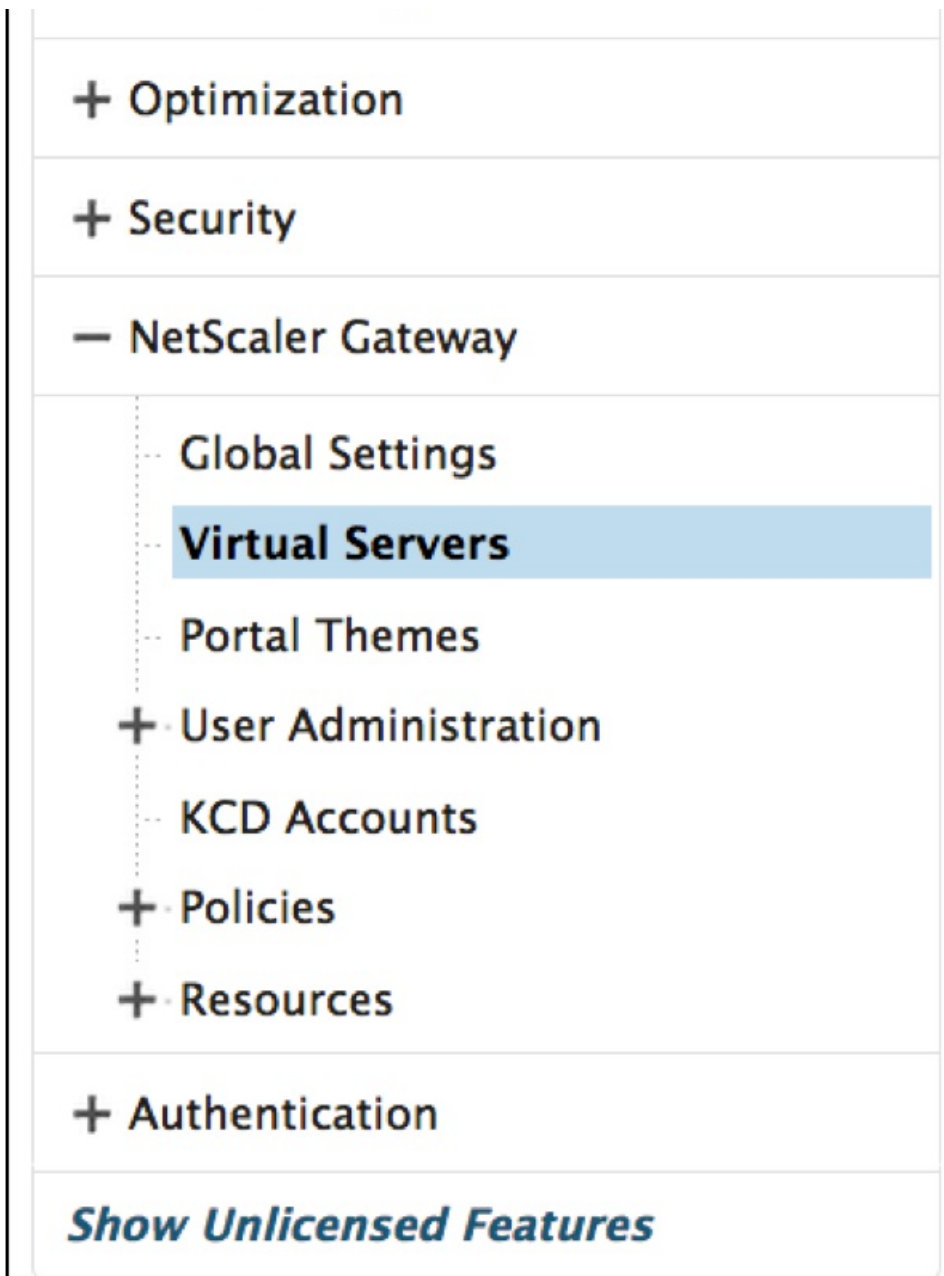 Optimization
Security
NetScaler Gateway
Global Settings
Virtual Servers
Portal Themes
User Administration
KCD Accounts
Policies
Resources
Authentication
Show Unlicensed Features